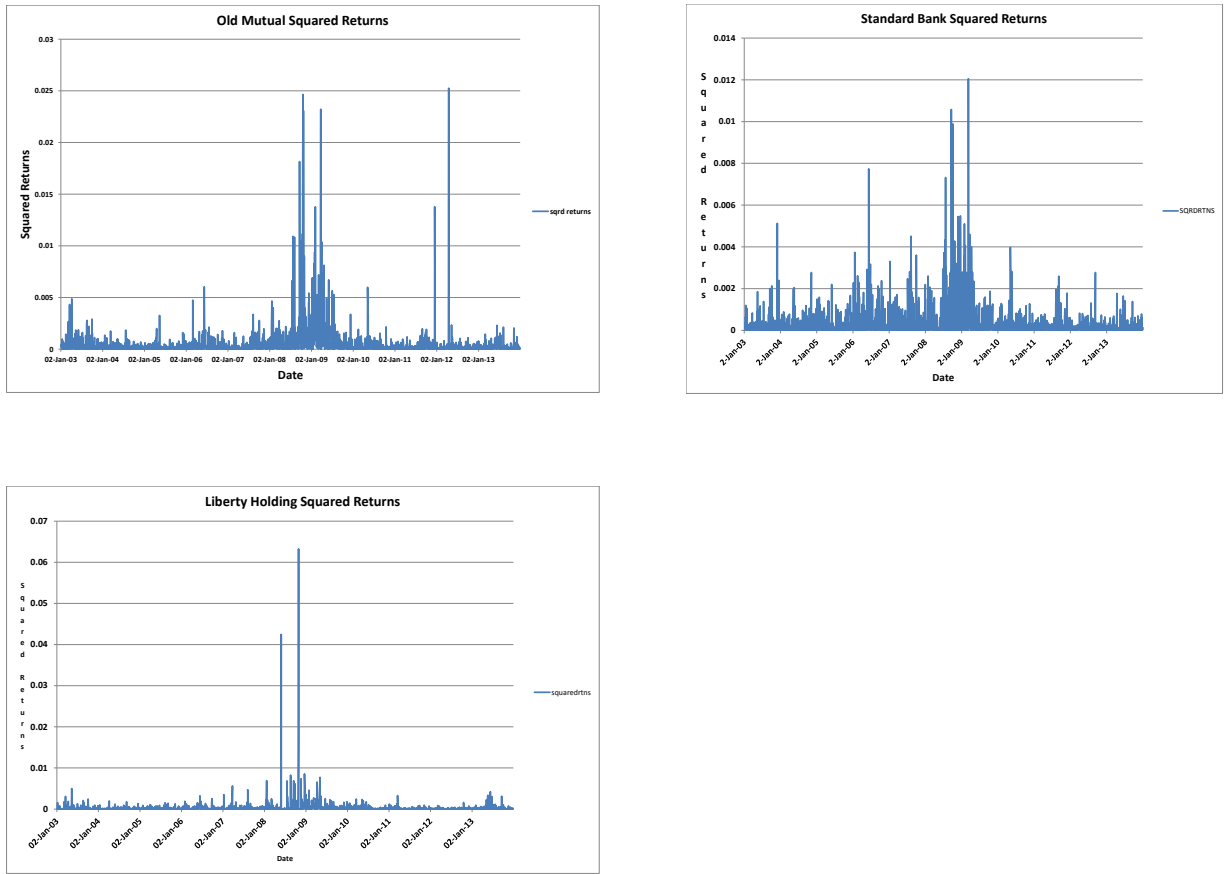 Old Mutual Squared Returns
0.03
0.025
0.02
0.015
0.01
0.005
0
Squared Returns
02-Jan-03 02-Jan-04 02-Jan-05 02-Jan-06 02-Jan-07 02-Jan-08 02-Jan-09 02-Jan-10 02-Jan-11 02-Jan-12 02-Jan-13
Date
sqrd returns
Standard Bank Squared Returns
0.014
0.012
0.01
0.008
0.006
0.004
0.002
0
Squared Returns
2-Jan-03 2-Jan-04 2-Jan-05 2-Jan-06 2-Jan-07 2-Jan-08 2-Jan-09 2-Jan-10 2-Jan-11 2-Jan-12 2-Jan-13
Date
SQRDRTNS
Liberty Holding Squared Returns
0.07
0.06
0.05
0.04
0.03
0.02
0.01
0
Squared Returns
02-Jan-03 02-Jan-04 02-Jan-05 02-Jan-06 02-Jan-07 02-Jan-08 02-Jan-09 02-Jan-10 02-Jan-11 02-Jan-12 02-Jan-13
Date
squaredrtns